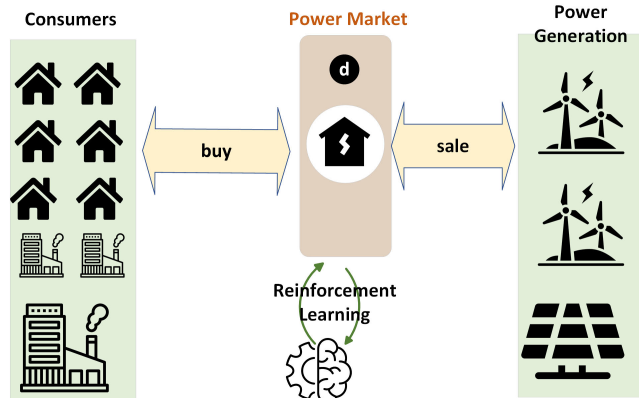 Consumers
Power Market
Power
Generation
d
buy
sale
Reinforcement
Learning